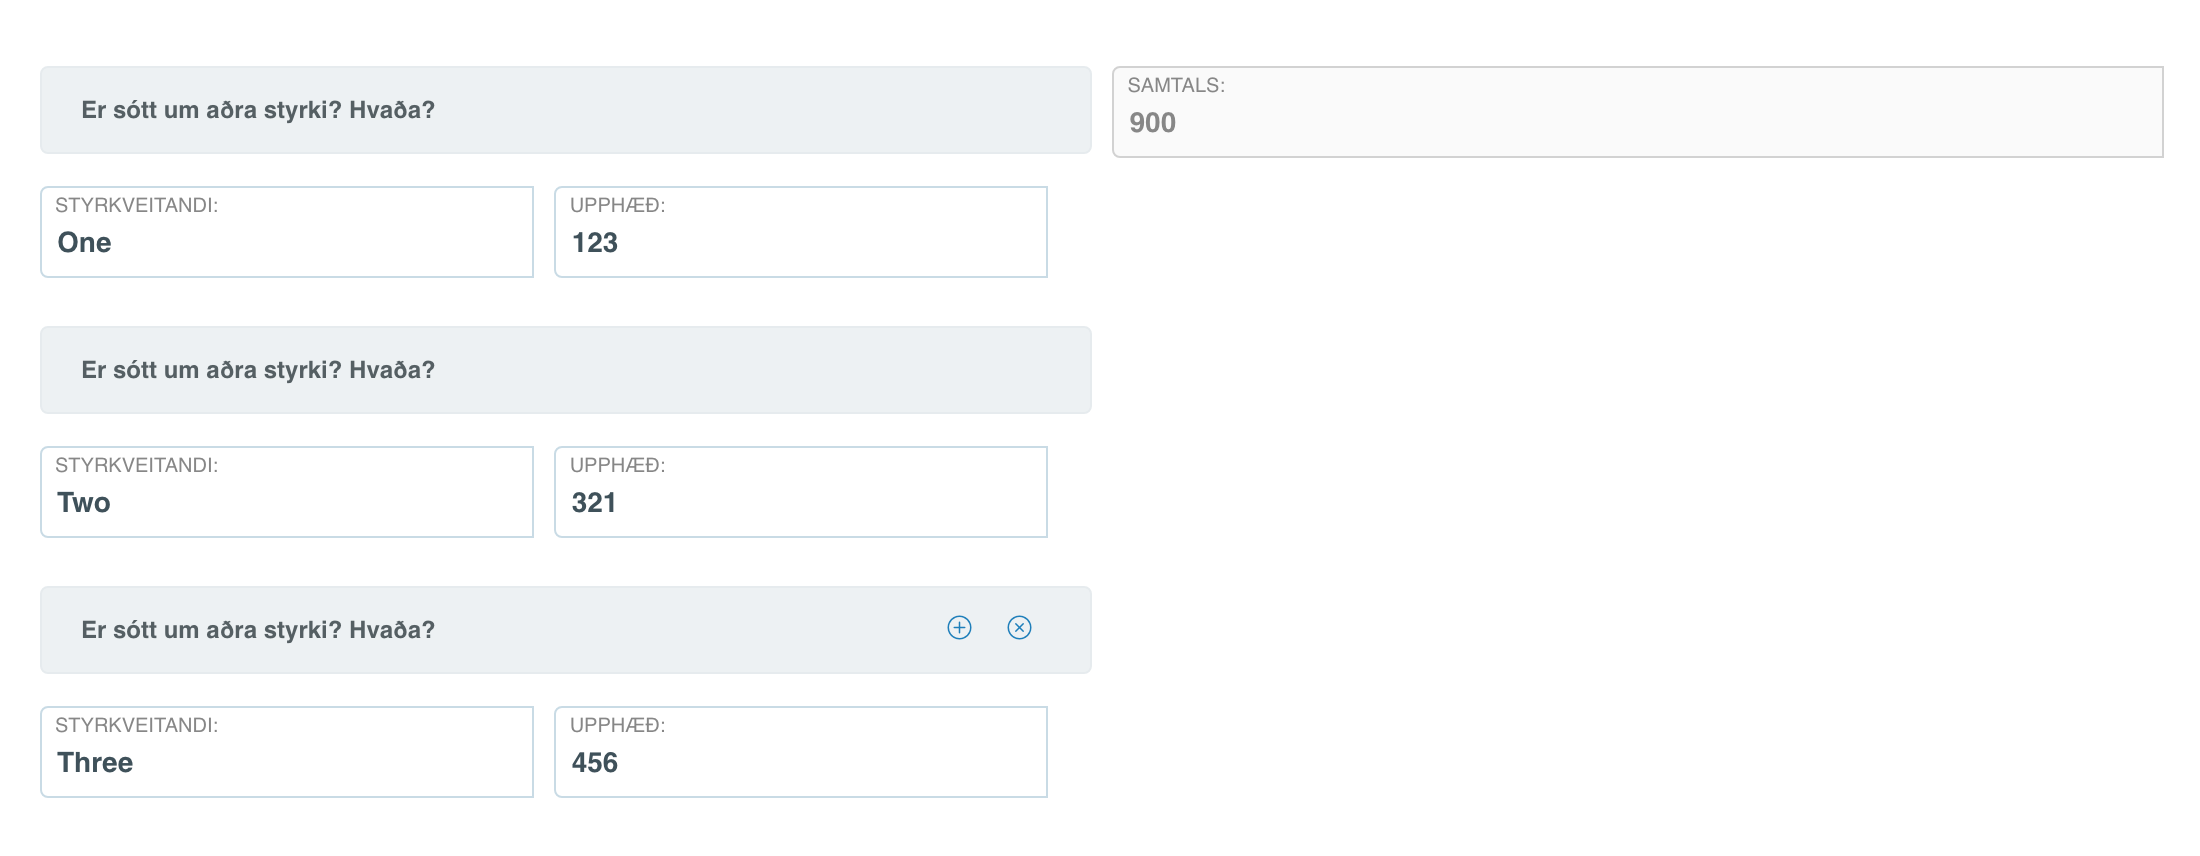 Er sótt um aðra styrki? Hvaða?
SAMTALS:
900
STYRKVEITANDI:
One
UPPHÆÐ:
123
Er sótt um aðra styrki? Hvaða?
STYRKVEITANDI:
Two
UPPHÆÐ:
321
Er sótt um aðra styrki? Hvaða?
STYRKVEITANDI:
Three
UPPHÆÐ:
456